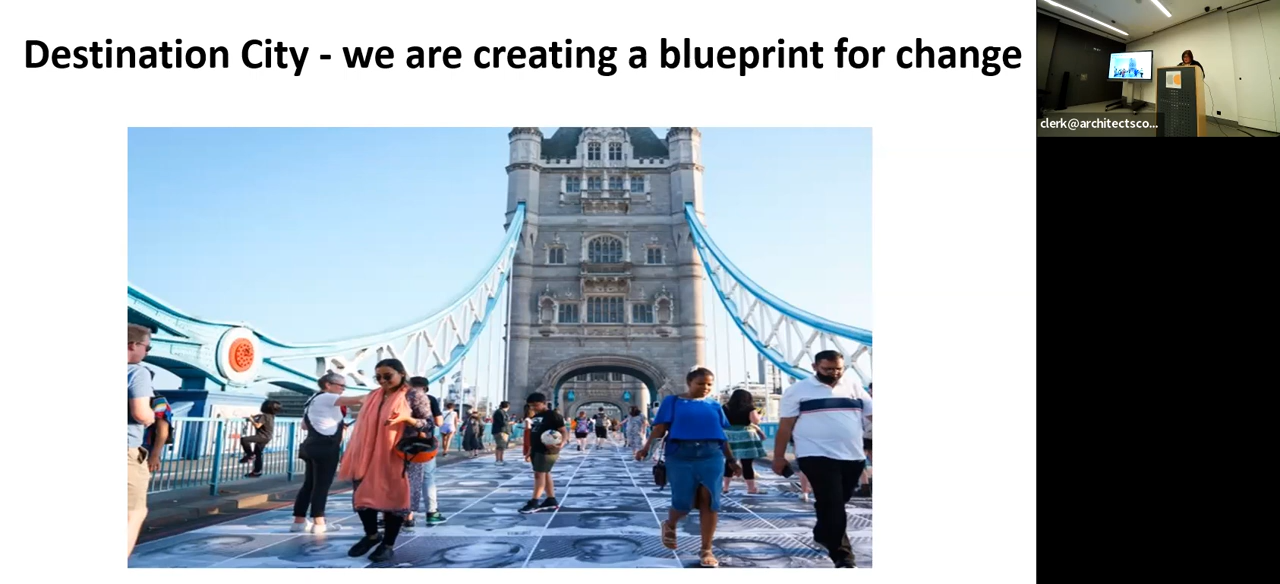 Destination City - we are creating a blueprint for change
clerk@architectsco...